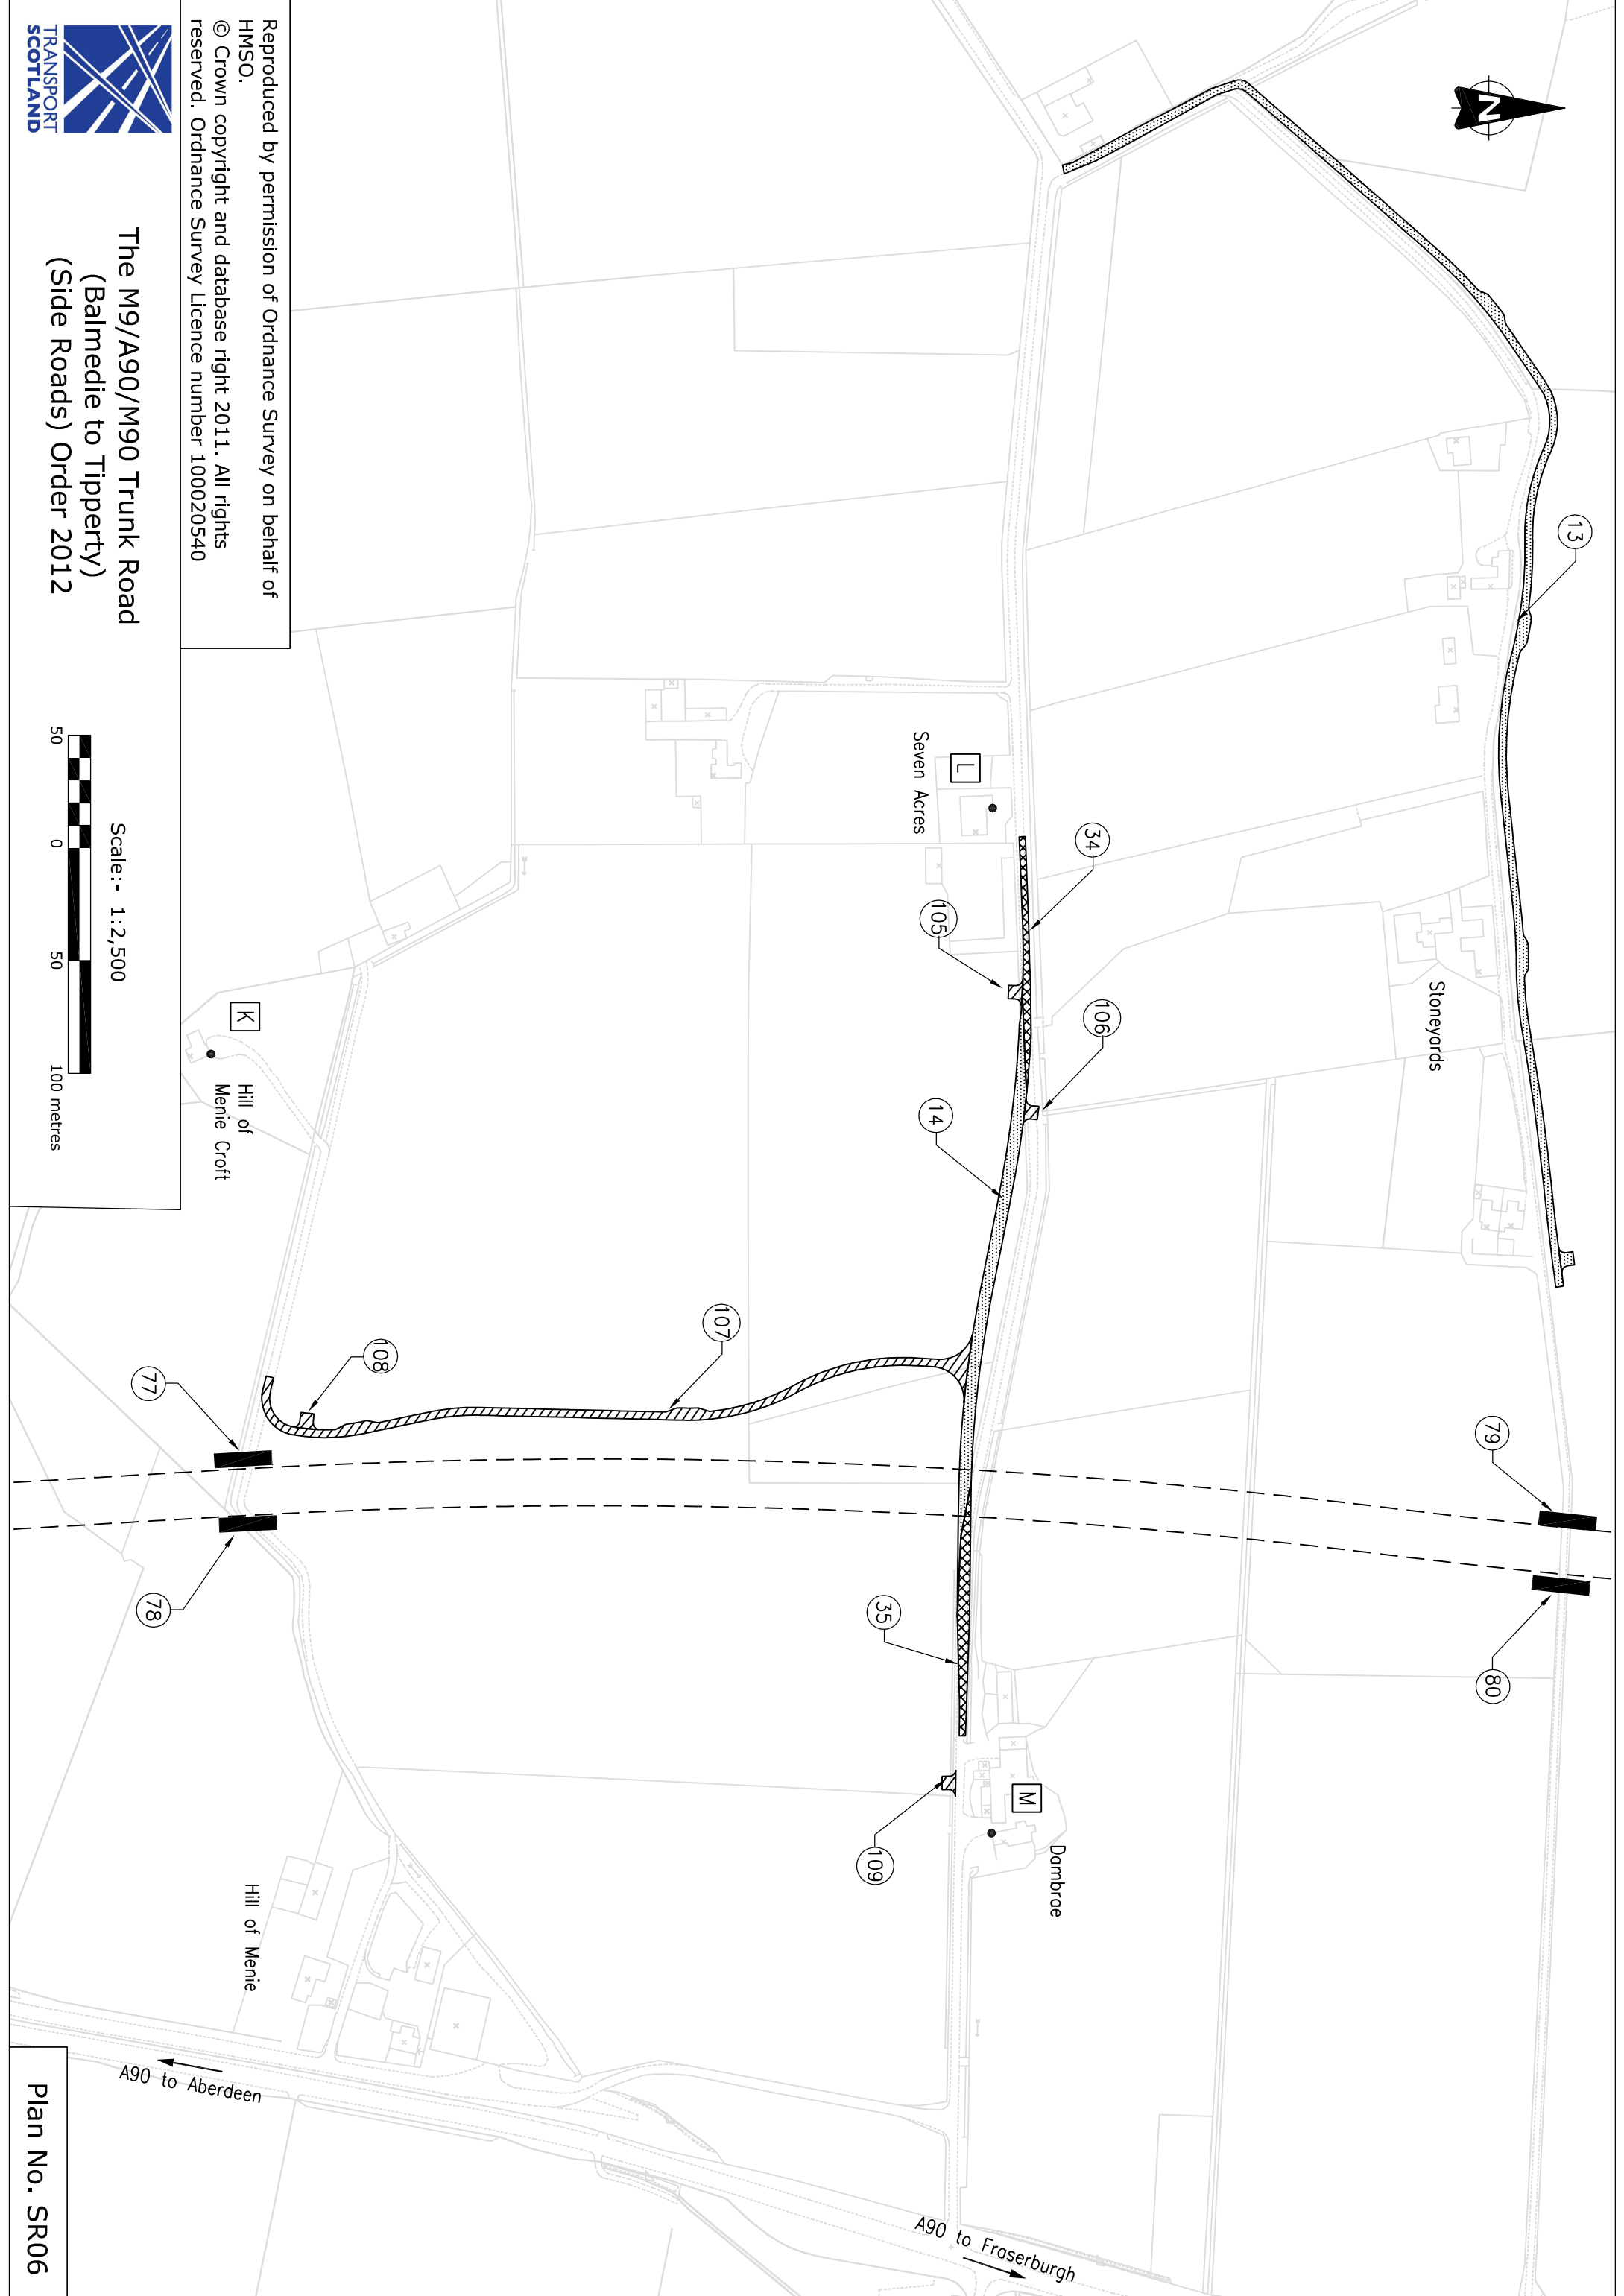 N
13
34
106
105
14
L
Seven Acres
Stoneyards
K
Hill of
Menie Croft
107
108
77
78
79
80
35
109
M
Dambrae
Hill of Menie
A90 to Aberdeen
A90 to Fraserburgh
Reproduced by permission of Ordnance Survey on behalf of
HMSO.
© Crown copyright and database right 2011. All rights
reserved. Ordnance Survey Licence number 100020540
TRANSPORT
SCOTLAND
The M9/A90/M90 Trunk Road
(Balmedie to Tipperty)
(Side Roads) Order 2012
Scale:- 1:2,500
50 0 50 100 metres
Plan No. SR06